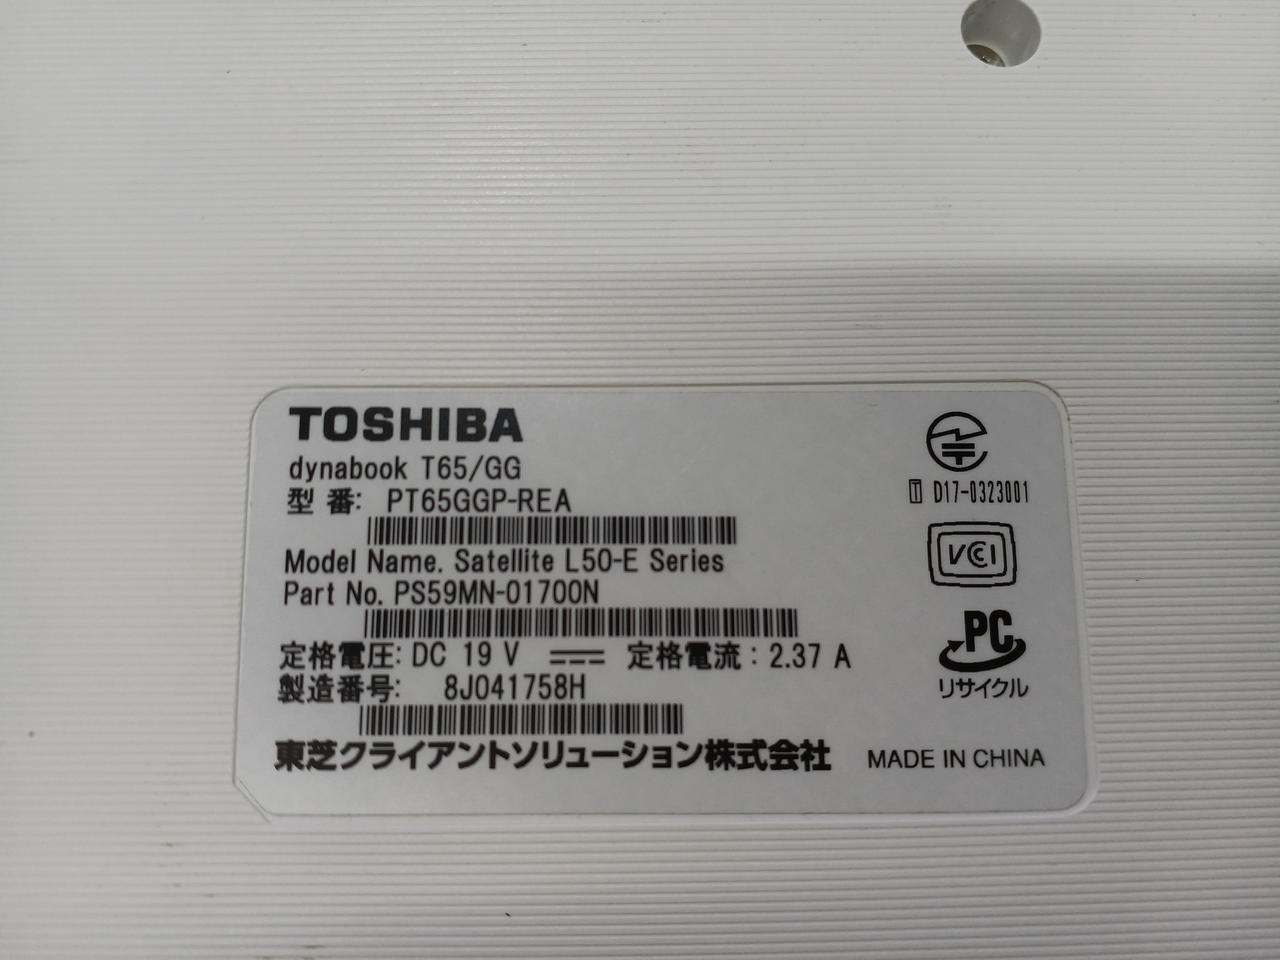 TOSHIBA
dynabook T65/GG
型 番: PT65GGP-REA
Model Name. Satellite L50-E Series
Part No. PS59MN-01700N
定格電圧: DC 19 V ⎓ 定格電流 : 2.37 A
製造番号: 8J041758H
東芝クライアントソリューション株式会社
T D17-0323001
VCCI
PC
リサイクル
MADE IN CHINA